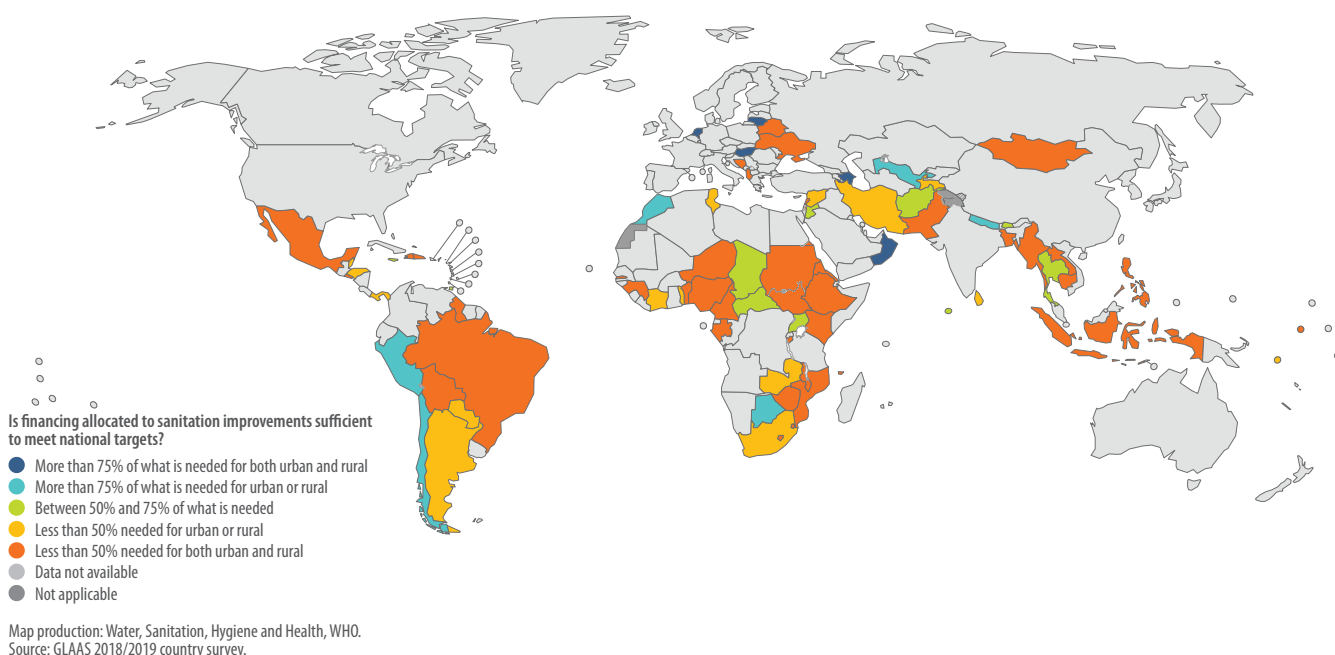 Is financing allocated to sanitation improvements sufficient
to meet national targets?
More than 75% of what is needed for both urban and rural
More than 75% of what is needed for urban or rural
Between 50% and 75% of what is needed
Less than 50% needed for urban or rural
Less than 50% needed for both urban and rural
Data not available
Not applicable
Map production: Water, Sanitation, Hygiene and Health, WHO.
Source: GLAAS 2018/2019 country survey.